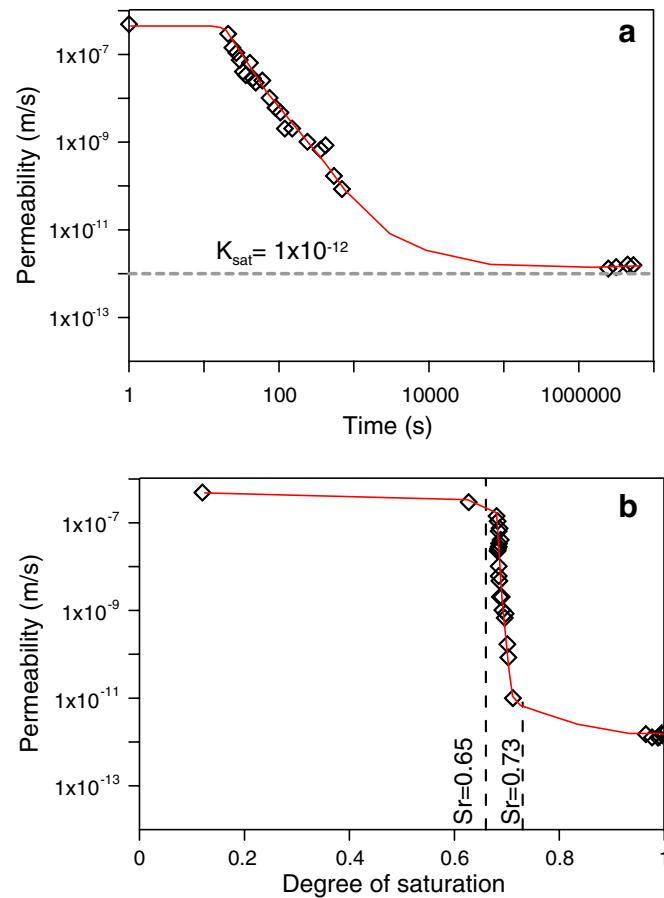 a
Permeability (m/s)
1x10⁻⁷
1x10⁻⁹
1x10⁻¹¹
1x10⁻¹³
K_sat= 1x10⁻¹²
1 100 10000 1000000
Time (s)
b
Permeability (m/s)
1x10⁻⁷
1x10⁻⁹
1x10⁻¹¹
1x10⁻¹³
Sr=0.65
Sr=0.73
0 0.2 0.4 0.6 0.8 1
Degree of saturation